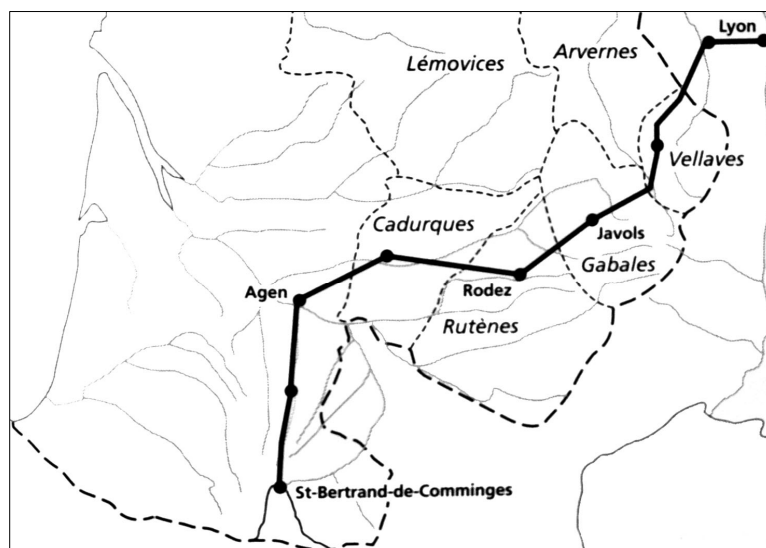 Lyon
Arvernes
Lémovices
Vellaves
Cadurques
Javols
Gabales
Agen
Rodez
Rutènes
St-Bertrand-de-Comminges